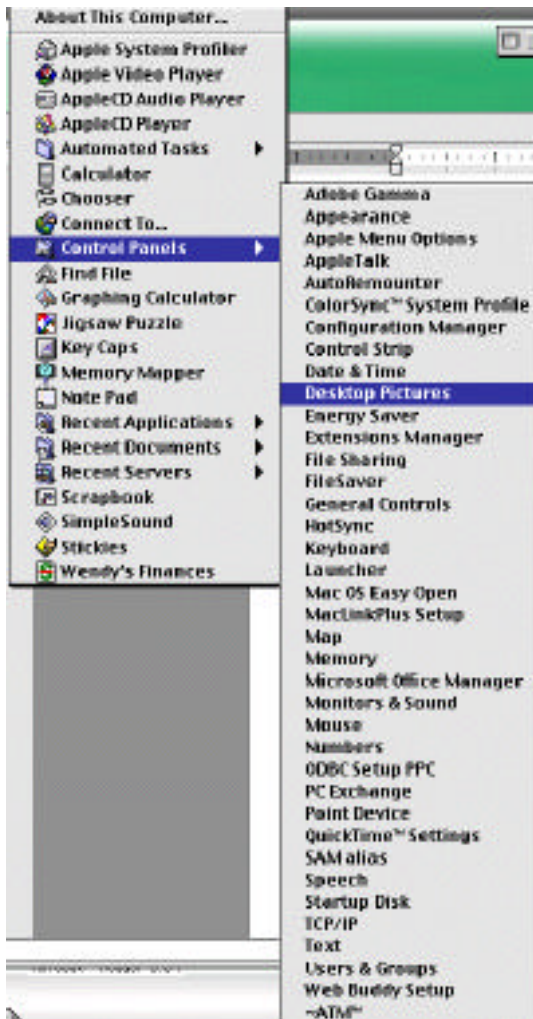 About This Computer...
Apple System Profiler
Apple Video Player
AppleCD Audio Player
AppleCD Player
Automated Tasks
Calculator
Chooser
Connect To...
Control Panels
Find File
Graphing Calculator
Jigsaw Puzzle
Key Caps
Memory Mapper
Note Pad
Recent Applications
Recent Documents
Recent Servers
Scrapbook
SimpleSound
Stickies
Wendy's Finances
Adobe Gamma
Appearance
Apple Menu Options
AppleTalk
AutoRemounter
ColorSync™ System Profile
Configuration Manager
Control Strip
Date & Time
Desktop Pictures
Energy Saver
Extensions Manager
File Sharing
FileSaver
General Controls
HotSync
Keyboard
Launcher
Mac OS Easy Open
MacLinkPlus Setup
Map
Memory
Microsoft Office Manager
Monitors & Sound
Mouse
Numbers
ODBC Setup PPC
PC Exchange
Point Device
QuickTime™ Settings
SAM alias
Speech
Startup Disk
TCP/IP
Text
Users & Groups
Web Buddy Setup
~ATM™